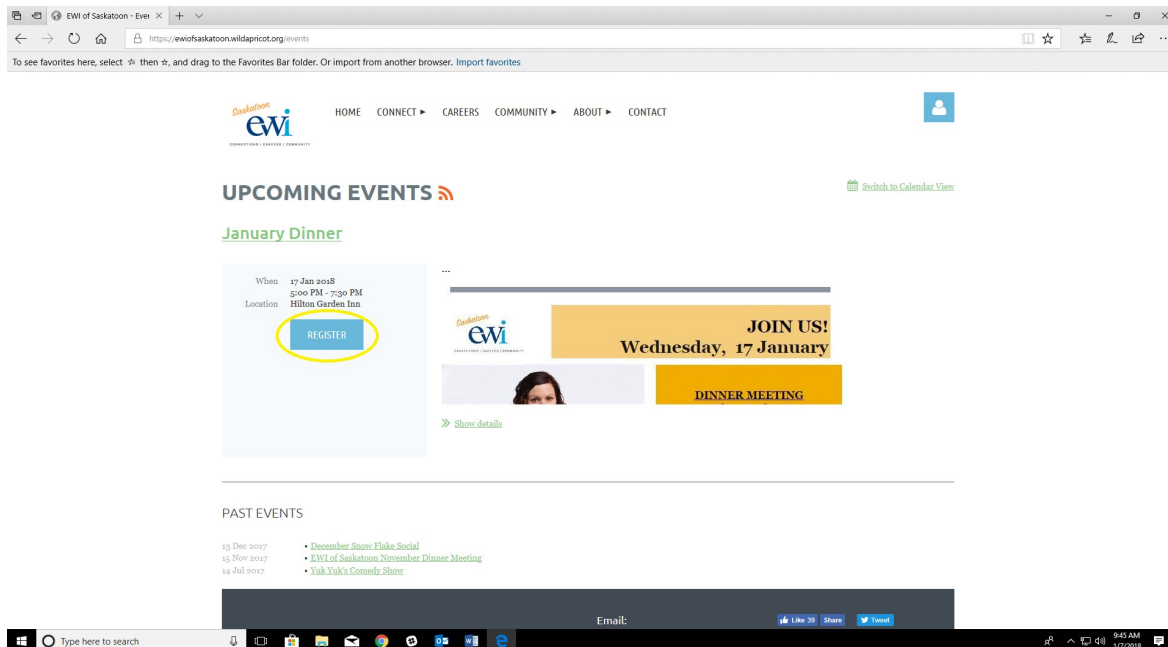 EWI of Saskatoon - Ever
https://ewiofsaskatoon.wildapricot.org/events
To see favorites here, select ☆ then ☆, and drag to the Favorites Bar folder. Or import from another browser. Import favorites
Saskatoon
ewi
CONNECTIONS | CAREERS | COMMUNITY
HOME CONNECT ► CAREERS COMMUNITY ► ABOUT ► CONTACT
UPCOMING EVENTS
Switch to Calendar View
January Dinner
When 17 Jan 2018
5:00 PM - 7:30 PM
Location Hilton Garden Inn
REGISTER
...
Saskatoon
ewi
CONNECTIONS | CAREERS | COMMUNITY
JOIN US!
Wednesday, 17 January
DINNER MEETING
Show details
PAST EVENTS
13 Dec 2017 • December Snow Flake Social
15 Nov 2017 • EWI of Saskatoon November Dinner Meeting
14 Jul 2017 • Yuk Yuk's Comedy Show
Email:
Like 39 Share Tweet
Type here to search
9:45 AM
1/7/2018